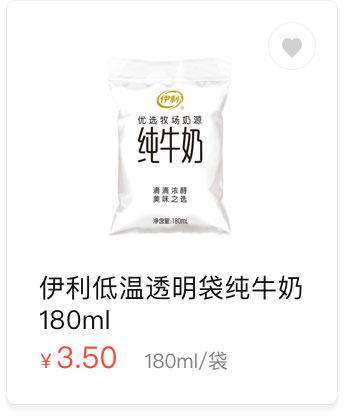 伊利
优选牧场奶源
纯牛奶
滴滴浓醇
美味之选
净含量:180mL
伊利低温透明袋纯牛奶
180ml
¥3.50 180ml/袋